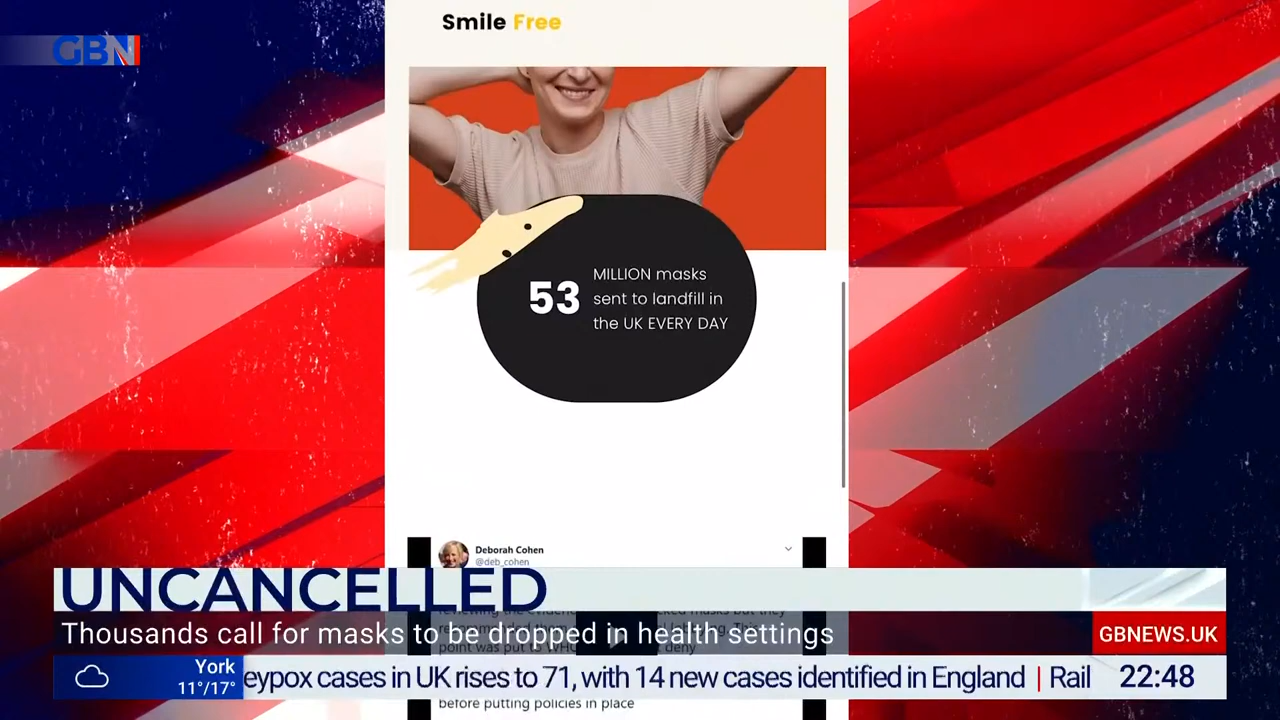 GBN
Smile Free
53
MILLION masks
sent to landfill in
the UK EVERY DAY
Deborah Cohen
@deb_cohen
UNCANCELLED
Thousands call for masks to be dropped in health settings
GBNEWS.UK
York
11°/17°
eypox cases in UK rises to 71, with 14 new cases identified in England | Rail
22:48
before putting policies in place